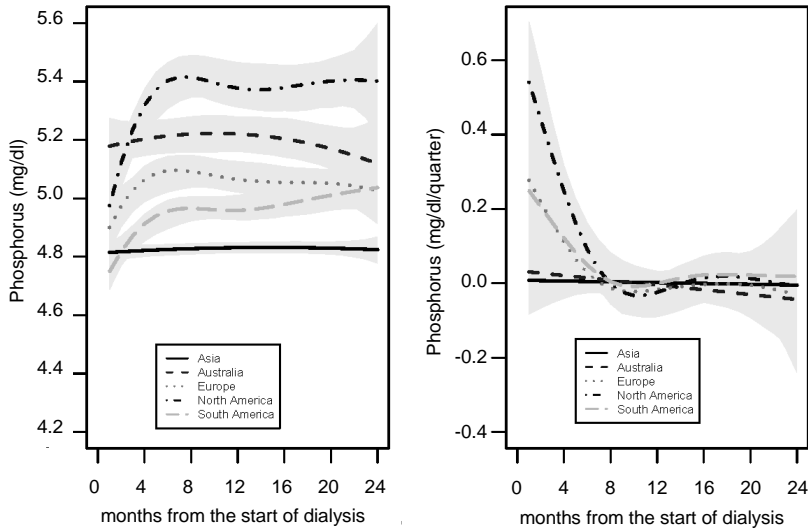 Phosphorus (mg/dl)
5.6
5.4
5.2
5.0
4.8
4.6
4.4
4.2
Asia
Australia
Europe
North America
South America
0 4 8 12 16 20 24
months from the start of dialysis
Phosphorus (mg/dl/quarter)
0.6
0.4
0.2
0.0
-0.2
-0.4
Asia
Australia
Europe
North America
South America
0 4 8 12 16 20 24
months from the start of dialysis